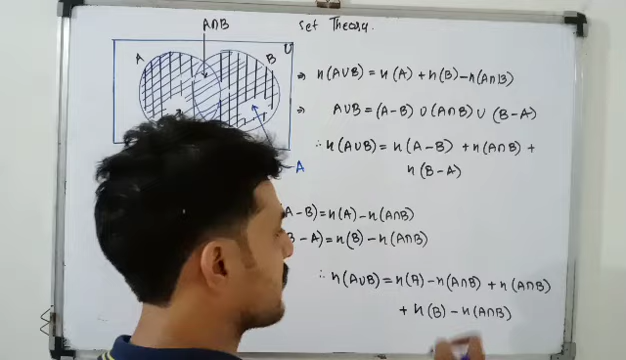 A∩B
Set Theory.
U
A
B
⇒ n(A∪B) = n(A) + n(B) - n(A∩B)
⇒ A∪B = (A-B) ∪ (A∩B) ∪ (B-A)
∴ n(A∪B) = n(A-B) + n(A∩B) +
n(B-A)
-A
A-B) = n(A) - n(A∩B)
B-A) = n(B) - n(A∩B)
∴ n(A∪B) = n(A) - n(A∩B) + n(A∩B)
+ n(B) - n(A∩B)